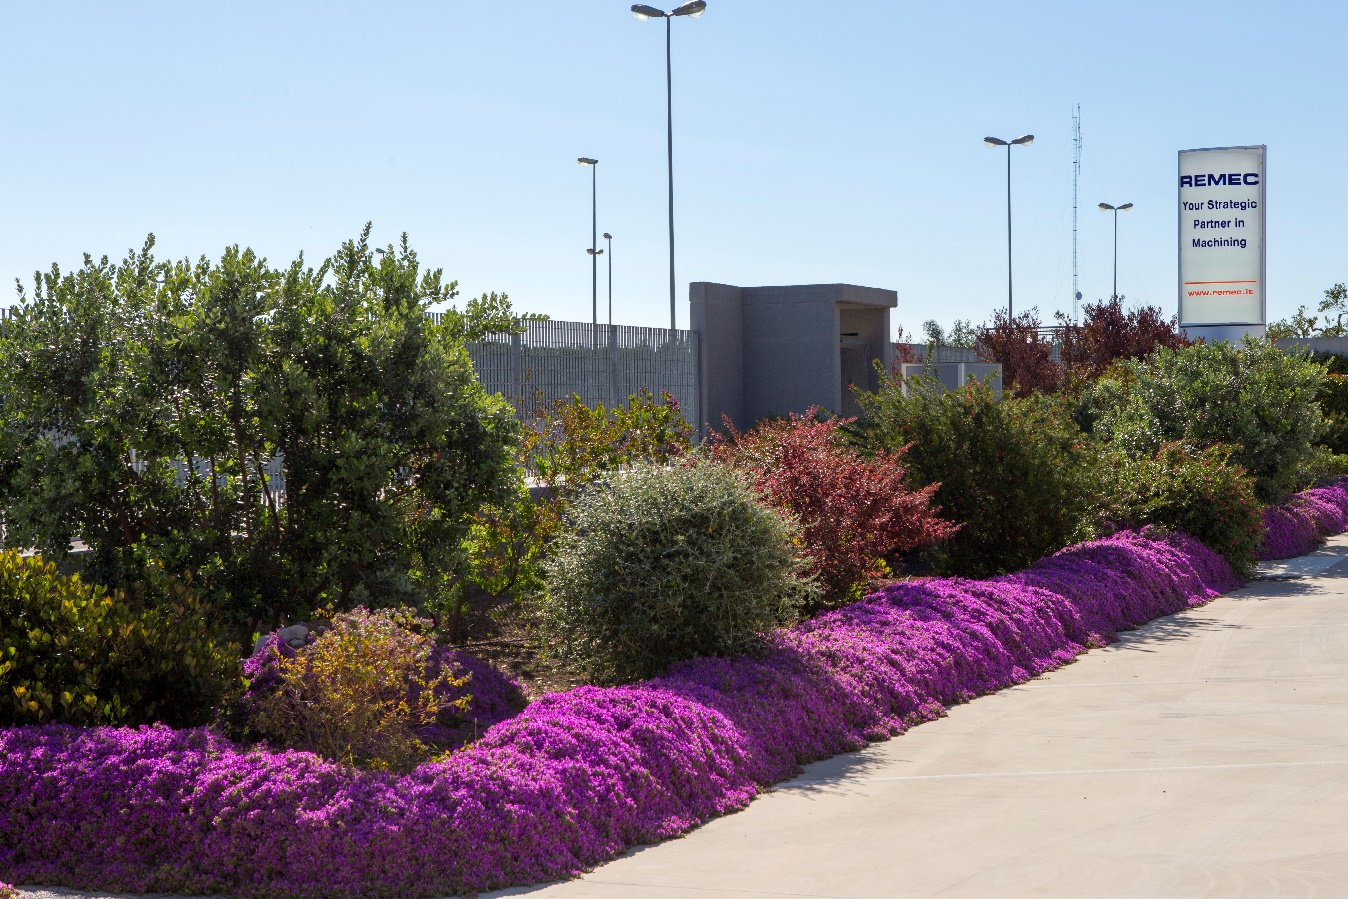 REMEC
Your Strategic
Partner in
Machining
www.remec.it